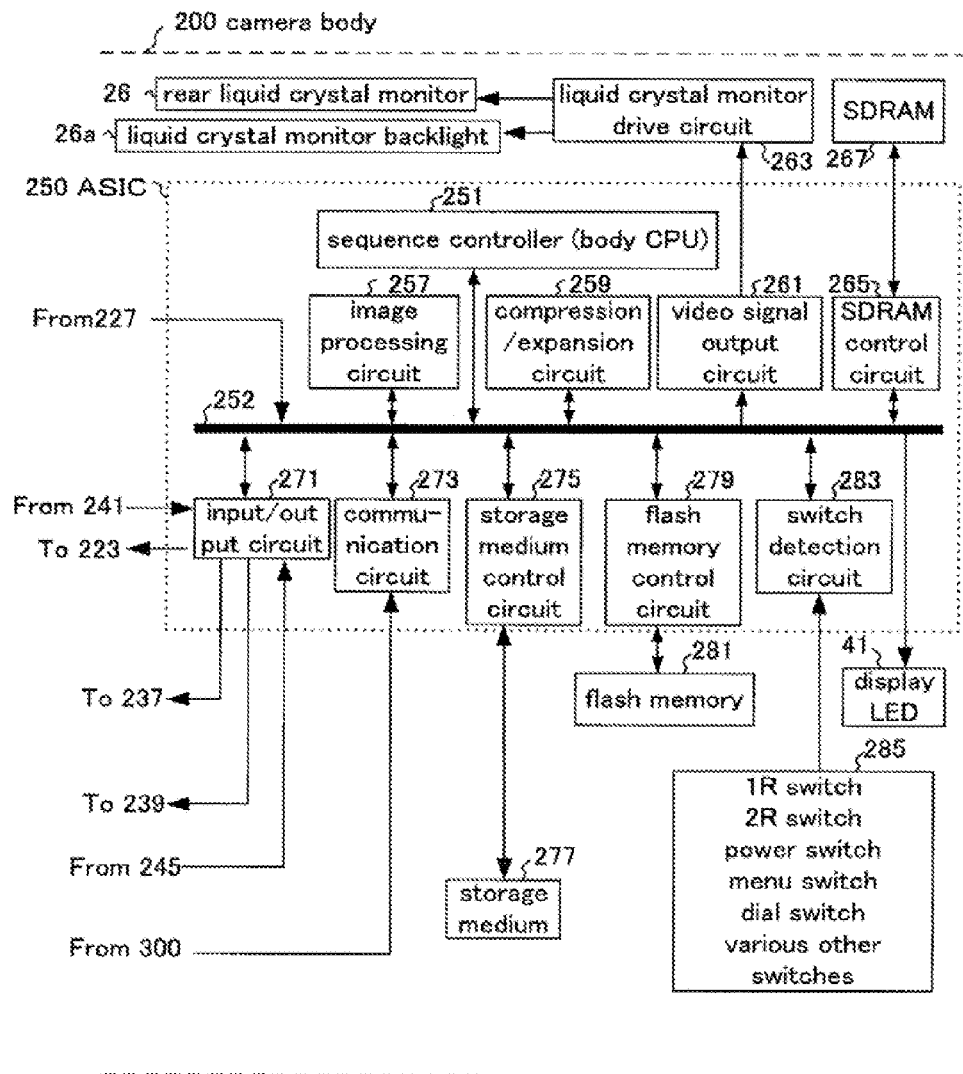 200 camera body
26 rear liquid crystal monitor
liquid crystal monitor drive circuit
SDRAM
26a liquid crystal monitor backlight
263
267
250 ASIC
251
sequence controller (body CPU)
257
259
261
265
From227
image processing circuit
compression /expansion circuit
video signal output circuit
SDRAM control circuit
252
271
273
275
279
283
From 241
input/out put circuit
commu- nication circuit
storage medium control circuit
flash memory control circuit
switch detection circuit
To 223
281
41
To 237
flash memory
display LED
285
To 239
1R switch
2R switch
power switch
menu switch
dial switch
various other switches
From 245
277
storage medium
From 300